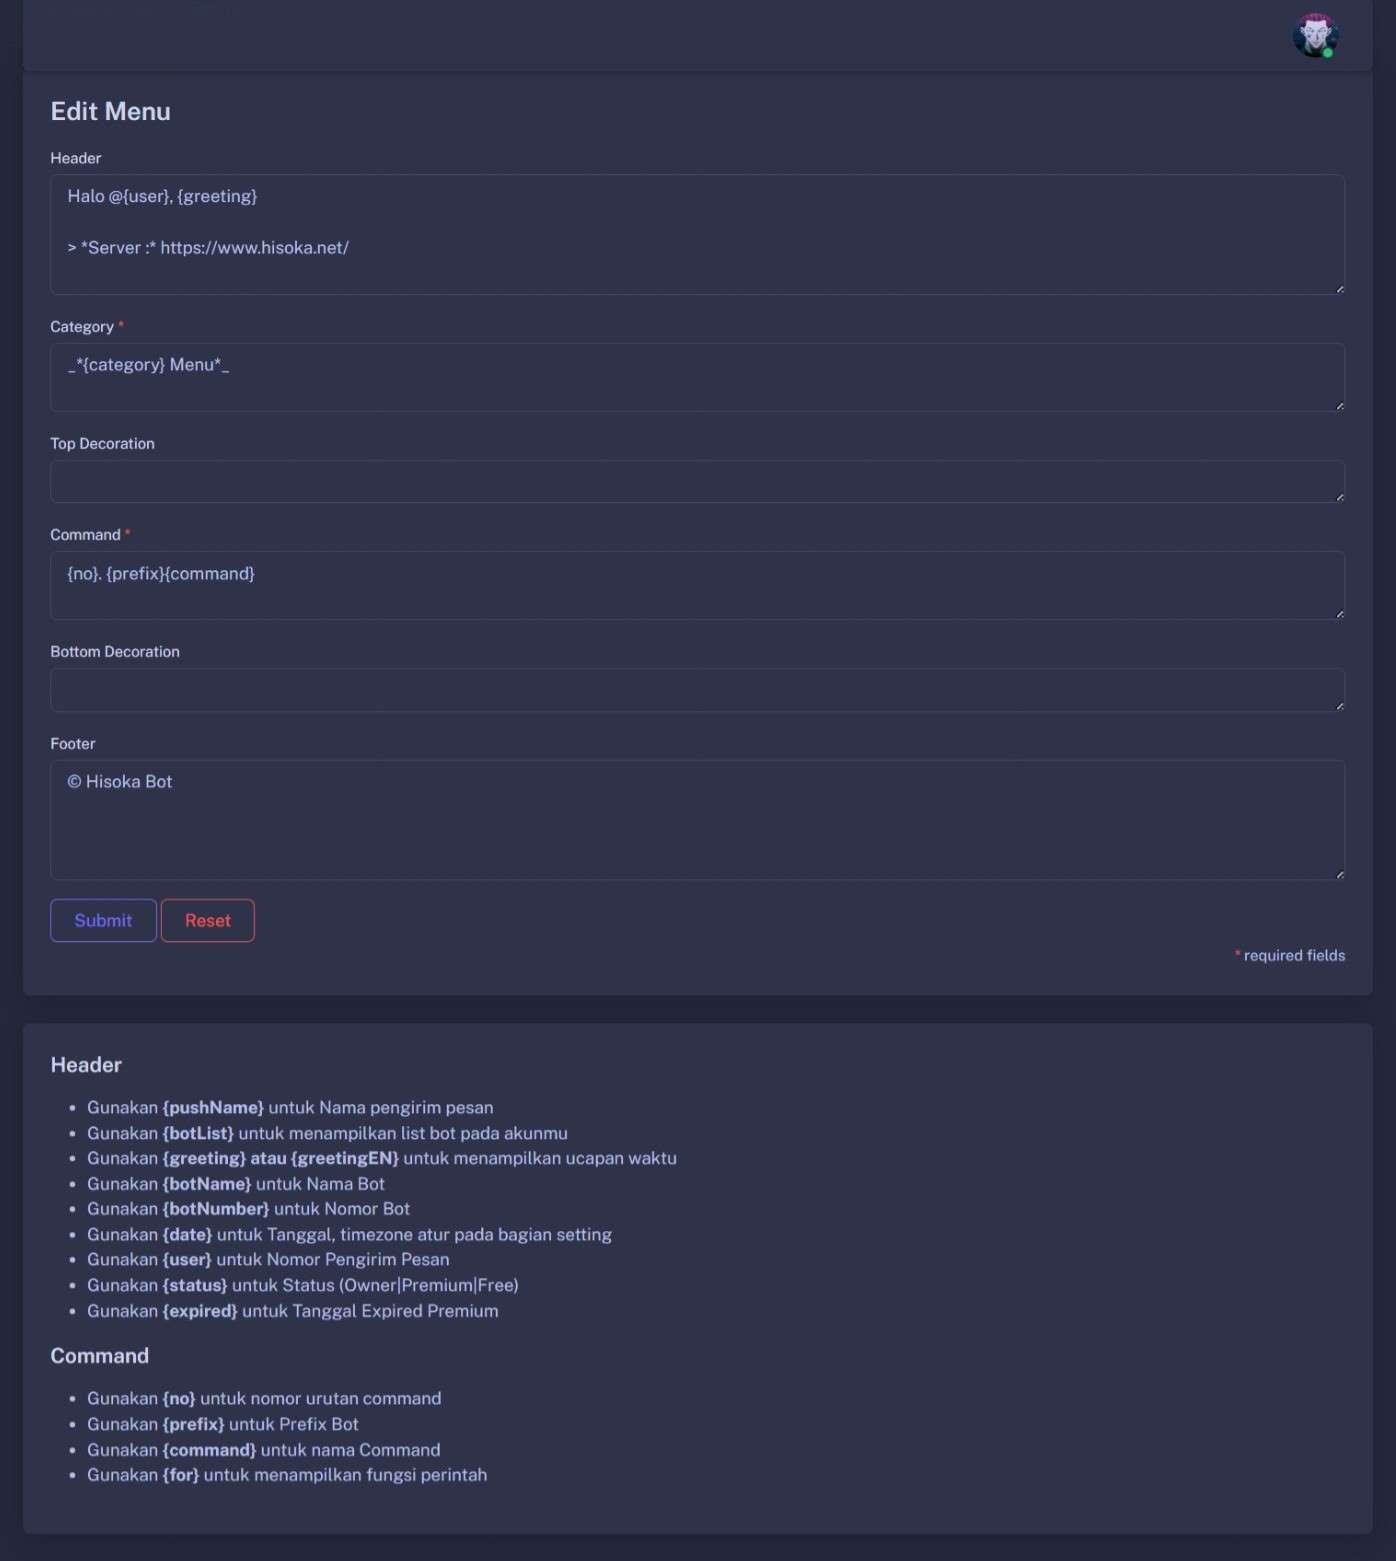 Edit Menu
Header
Halo @{user}, {greeting}
> *Server :* https://www.hisoka.net/
Category *
_*{category} Menu*_
Top Decoration
Command *
{no}. {prefix}{command}
Bottom Decoration
Footer
© Hisoka Bot
Submit Reset
* required fields
Header
• Gunakan {pushName} untuk Nama pengirim pesan
• Gunakan {botList} untuk menampilkan list bot pada akunmu
• Gunakan {greeting} atau {greetingEN} untuk menampilkan ucapan waktu
• Gunakan {botName} untuk Nama Bot
• Gunakan {botNumber} untuk Nomor Bot
• Gunakan {date} untuk Tanggal, timezone atur pada bagian setting
• Gunakan {user} untuk Nomor Pengirim Pesan
• Gunakan {status} untuk Status (Owner|Premium|Free)
• Gunakan {expired} untuk Tanggal Expired Premium
Command
• Gunakan {no} untuk nomor urutan command
• Gunakan {prefix} untuk Prefix Bot
• Gunakan {command} untuk nama Command
• Gunakan {for} untuk menampilkan fungsi perintah